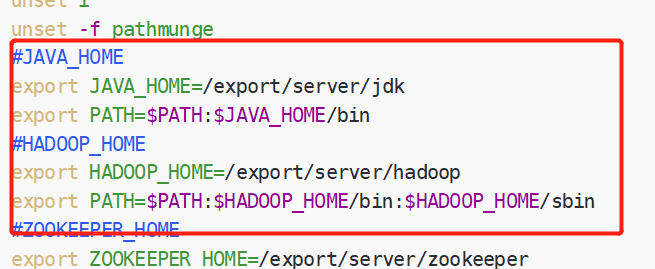 unset i
unset -f pathmunge
#JAVA_HOME
export JAVA_HOME=/export/server/jdk
export PATH=$PATH:$JAVA_HOME/bin
#HADOOP_HOME
export HADOOP_HOME=/export/server/hadoop
export PATH=$PATH:$HADOOP_HOME/bin:$HADOOP_HOME/sbin
#ZOOKEEPER_HOME
export ZOOKEEPER_HOME=/export/server/zookeeper